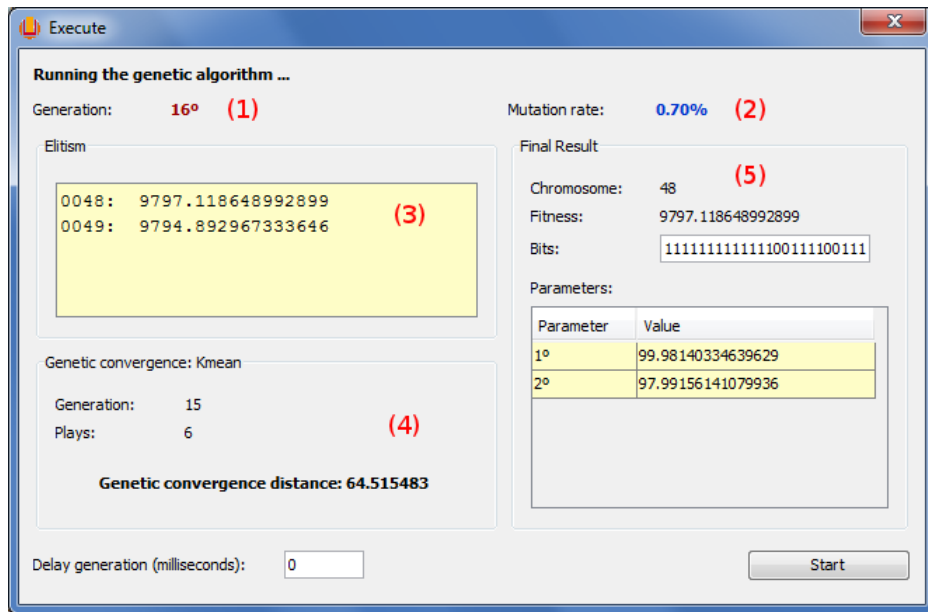 Execute
Running the genetic algorithm ...
Generation: 16º (1)
Mutation rate: 0.70% (2)
Elitism
0048: 9797.118648992899
0049: 9794.892967333646
(3)
Genetic convergence: Kmean
Generation: 15
Plays: 6
(4)
Genetic convergence distance: 64.515483
Final Result
(5)
Chromosome: 48
Fitness: 9797.118648992899
Bits: 111111111111100111100111
Parameters:
Parameter Value
1º 99.98140334639629
2º 97.99156141079936
Delay generation (milliseconds): 0
Start